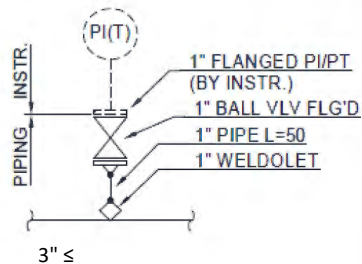 PI(T)
INSTR.
PIPING
1" FLANGED PI/PT
(BY INSTR.)
1" BALL VLV FLG'D
1" PIPE L=50
1" WELDOLET
3" ≤